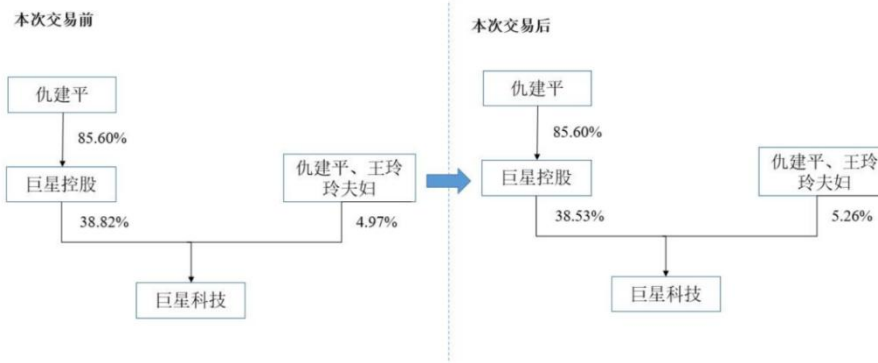 本次交易前
仇建平
85.60%
巨星控股
仇建平、王玲
玲夫妇
38.82%
4.97%
巨星科技
本次交易后
仇建平
85.60%
巨星控股
仇建平、王玲
玲夫妇
38.53%
5.26%
巨星科技